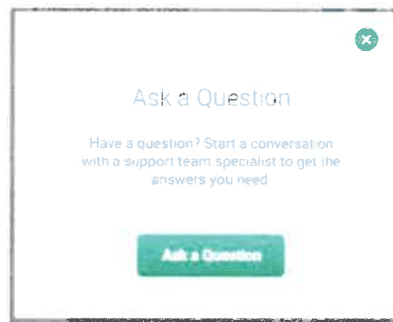 Ask a Question
Have a question? Start a conversation
with a support team specialist to get the
answers you need
Ask a Question